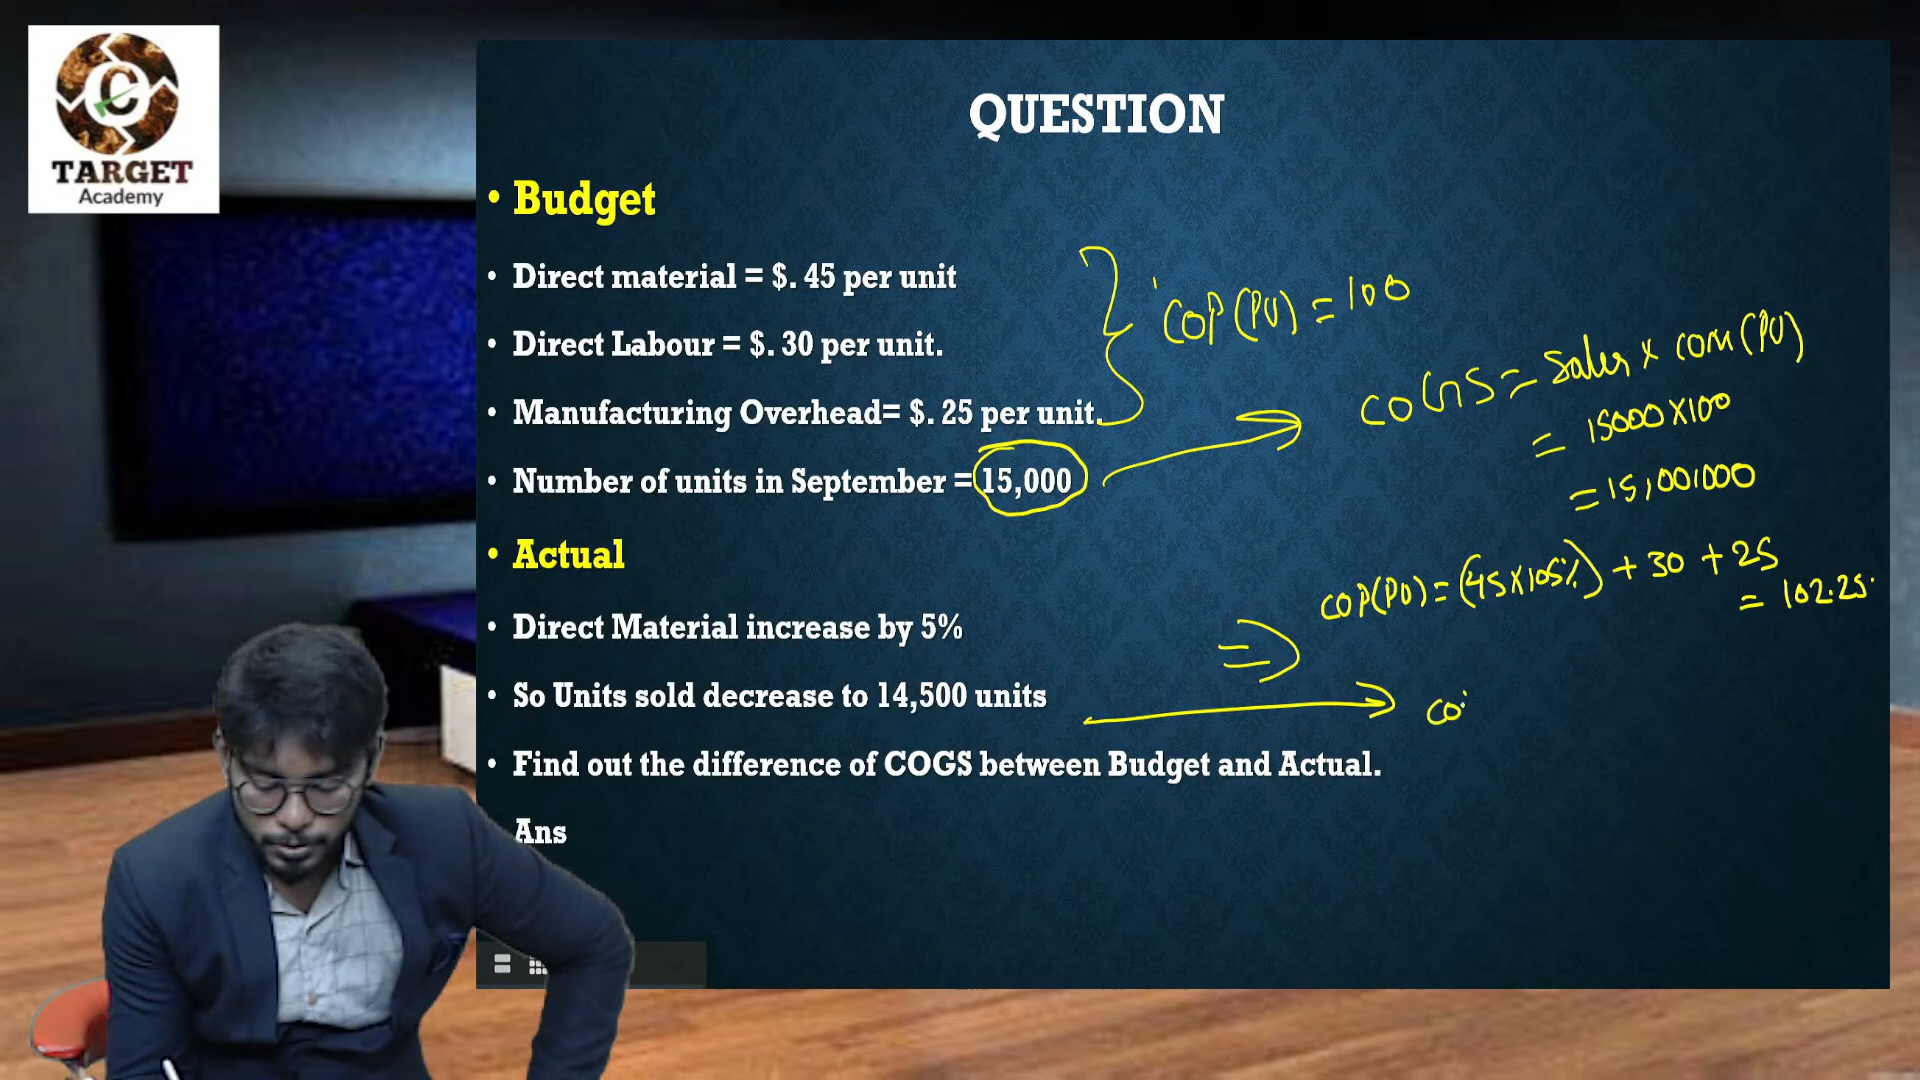 TARGET
Academy
QUESTION
• Budget
• Direct material = $. 45 per unit
• Direct Labour = $. 30 per unit.
• Manufacturing Overhead= $. 25 per unit.
• Number of units in September = 15,000
COP(PU) = 100
COGS = Sales × COM(PU)
= 15000×100
= 15,00,000
• Actual
• Direct Material increase by 5%
• So Units sold decrease to 14,500 units
• Find out the difference of COGS between Budget and Actual.
Ans
COP(PU) = (45×105%) + 30 + 25
= 102.25.
⇒
co